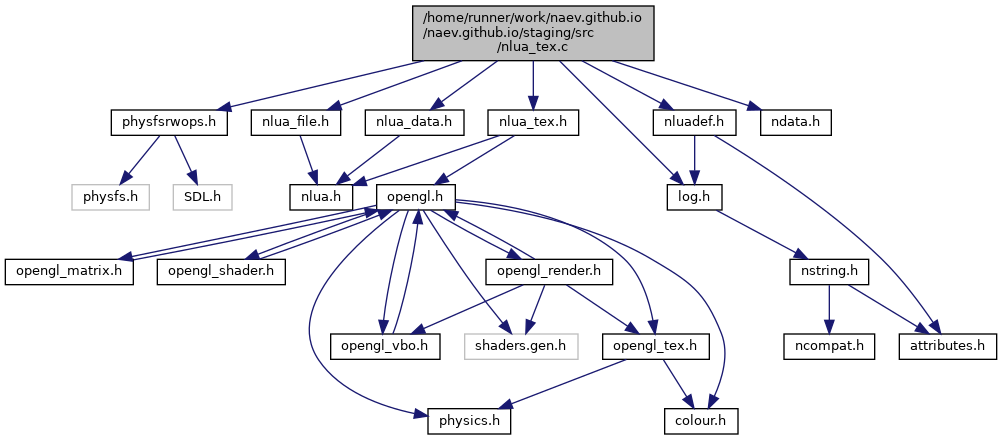 /home/runner/work/naev.github.io
/naev.github.io/staging/src
/nlua_tex.c
physfsrwops.h
nlua_file.h
nlua_data.h
nlua_tex.h
nluadef.h
ndata.h
physfs.h
SDL.h
nlua.h
opengl.h
log.h
opengl_matrix.h
opengl_shader.h
opengl_render.h
nstring.h
opengl_vbo.h
shaders.gen.h
opengl_tex.h
ncompat.h
attributes.h
physics.h
colour.h